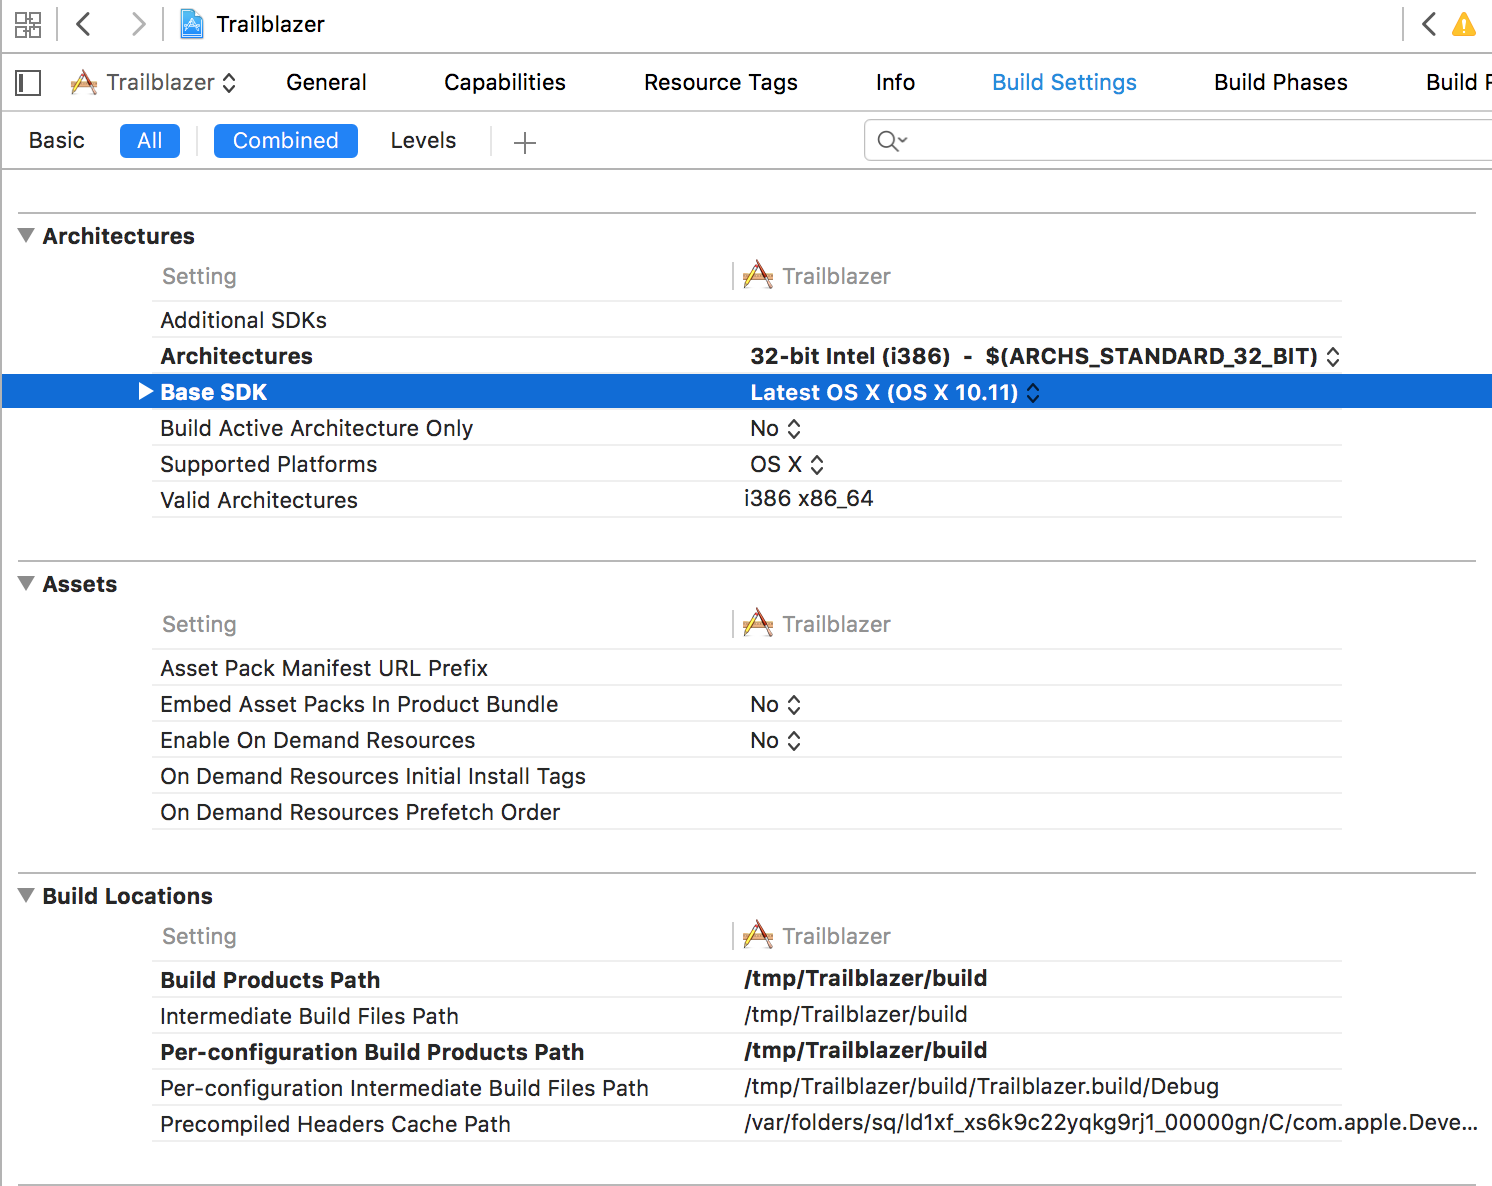 Trailblazer
Trailblazer General Capabilities Resource Tags Info Build Settings Build Phases Build
Basic All Combined Levels
Architectures
Setting Trailblazer
Additional SDKs
Architectures 32-bit Intel (i386) - $(ARCHS_STANDARD_32_BIT)
Base SDK Latest OS X (OS X 10.11)
Build Active Architecture Only No
Supported Platforms OS X
Valid Architectures i386 x86_64
Assets
Setting Trailblazer
Asset Pack Manifest URL Prefix
Embed Asset Packs In Product Bundle No
Enable On Demand Resources No
On Demand Resources Initial Install Tags
On Demand Resources Prefetch Order
Build Locations
Setting Trailblazer
Build Products Path /tmp/Trailblazer/build
Intermediate Build Files Path /tmp/Trailblazer/build
Per-configuration Build Products Path /tmp/Trailblazer/build
Per-configuration Intermediate Build Files Path /tmp/Trailblazer/build/Trailblazer.build/Debug
Precompiled Headers Cache Path /var/folders/sq/ld1xf_xs6k9c22yqkg9rj1_00000gn/C/com.apple.Deve...